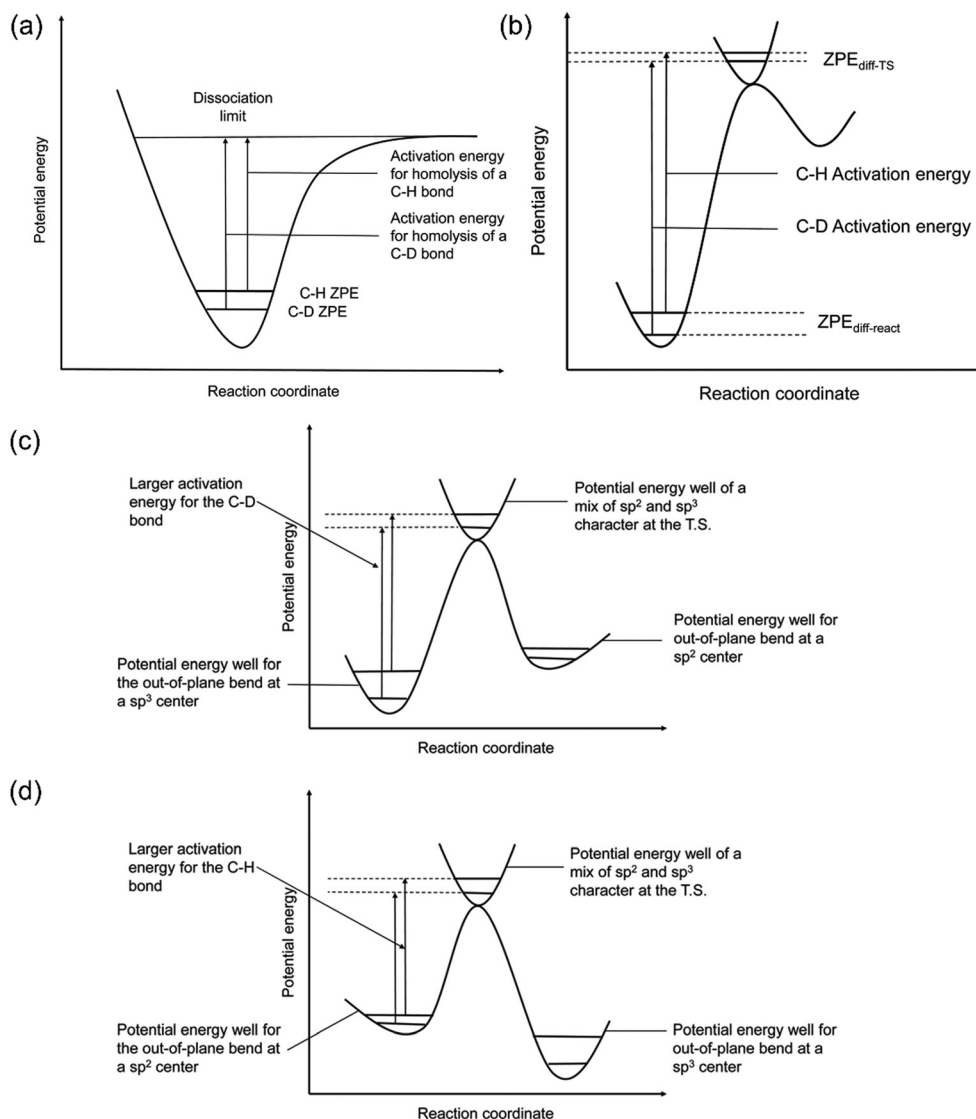 (a)
Potential energy
Dissociation
limit
Activation energy
for homolysis of a
C-H bond
Activation energy
for homolysis of a
C-D bond
C-H ZPE
C-D ZPE
Reaction coordinate
(b)
Potential energy
ZPEdiff-TS
C-H Activation energy
C-D Activation energy
ZPEdiff-react
Reaction coordinate
(c)
Larger activation
energy for the C-D
bond
Potential energy
Potential energy well of a
mix of sp² and sp³
character at the T.S.
Potential energy well for
out-of-plane bend at a
sp² center
Potential energy well for
the out-of-plane bend at
a sp³ center
Reaction coordinate
(d)
Larger activation
energy for the C-H
bond
Potential energy
Potential energy well of a
mix of sp² and sp³
character at the T.S.
Potential energy well for
the out-of-plane bend at
a sp² center
Potential energy well for
out-of-plane bend at a
sp³ center
Reaction coordinate